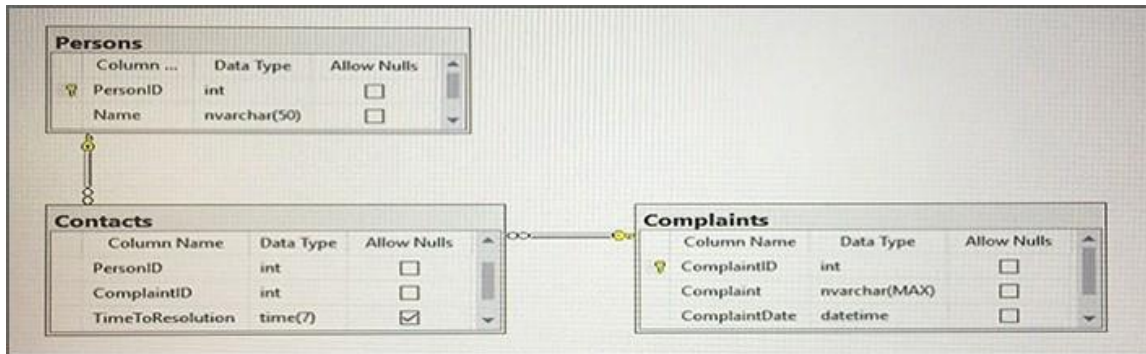 Persons
Column ... Data Type Allow Nulls
PersonID int
Name nvarchar(50)
Contacts
Column Name Data Type Allow Nulls
PersonID int
ComplaintID int
TimeToResolution time(7)
Complaints
Column Name Data Type Allow Nulls
ComplaintID int
Complaint nvarchar(MAX)
ComplaintDate datetime